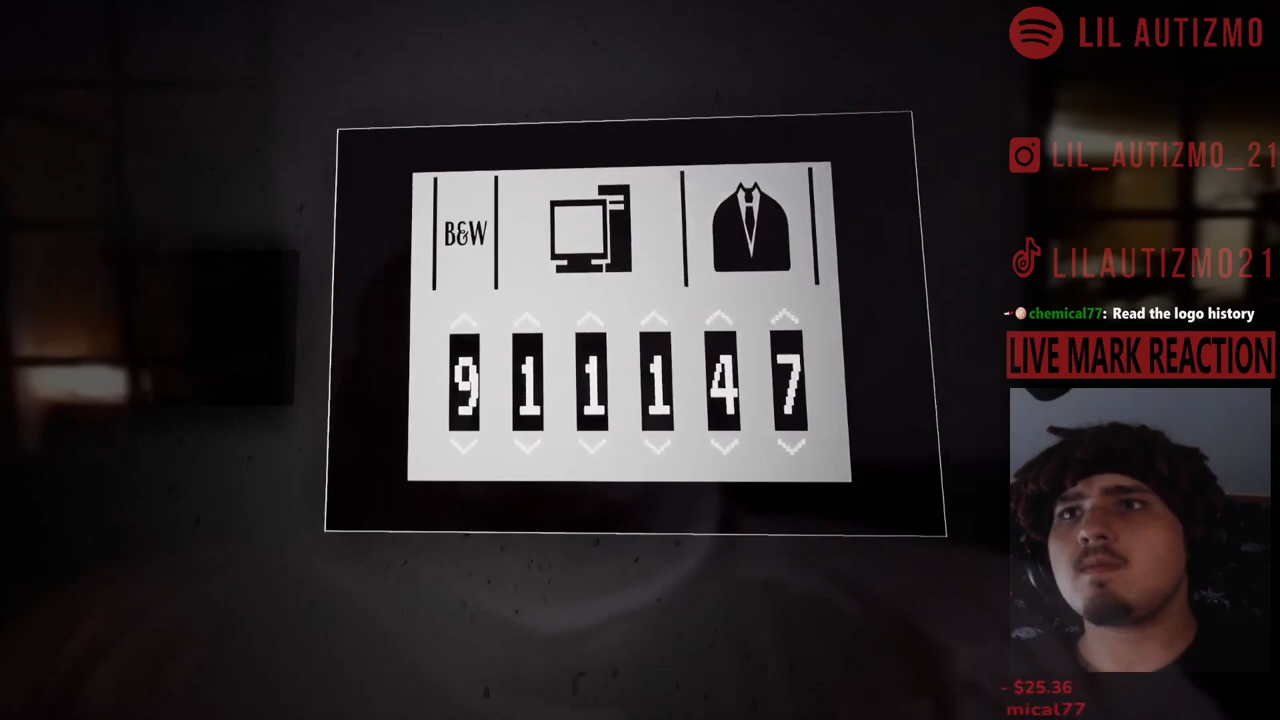 LIL AUTIZMO
B&W
LIL_AUTIZMO_21
LILAUTIZMO21
chemical77: Read the logo history
LIVE MARK REACTION
9 1 1 1 4 7
- $25.36
mical77